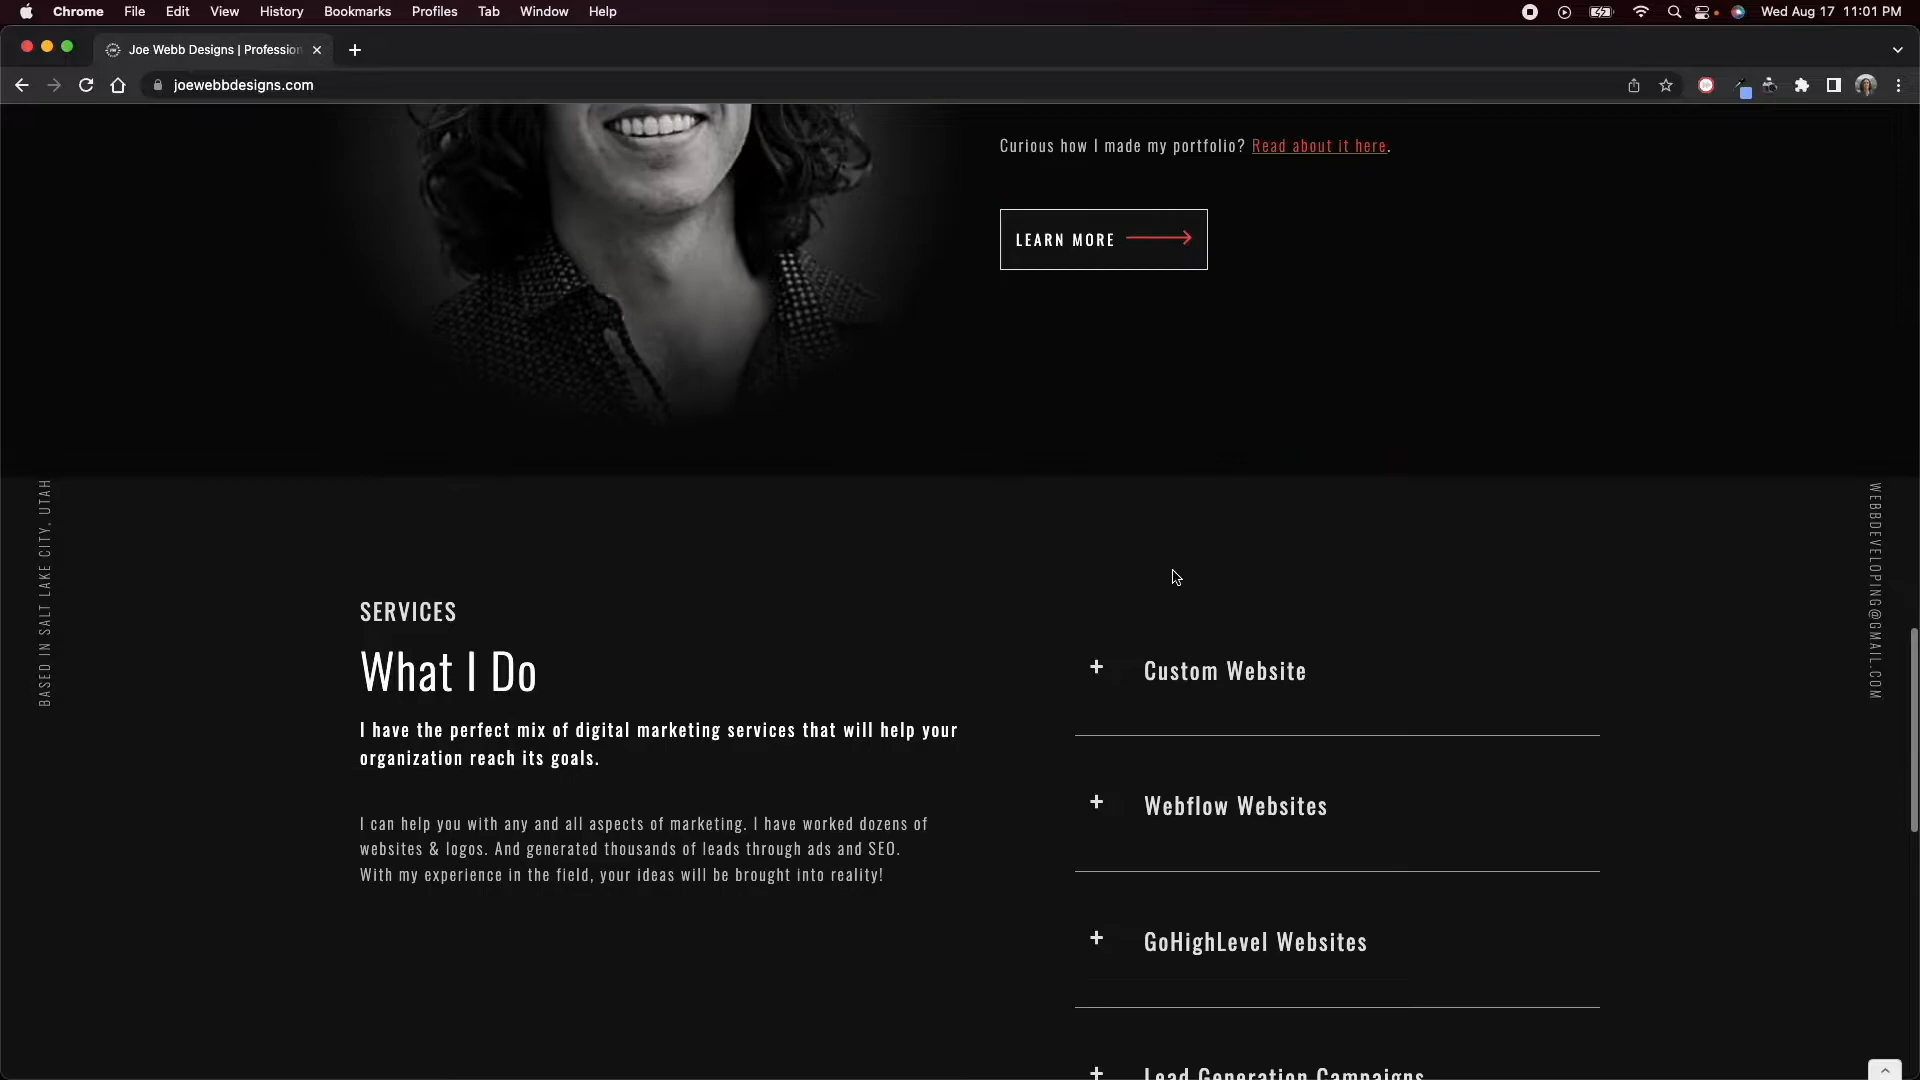 Chrome File Edit View History Bookmarks Profiles Tab Window Help Wed Aug 17 11:01 PM
Joe Webb Designs | Profession
joewebbdesigns.com
Curious how I made my portfolio? Read about it here.
LEARN MORE
BASED IN SALT LAKE CITY, UTAH
WEBBDEVELOPING@GMAIL.COM
SERVICES
What I Do
I have the perfect mix of digital marketing services that will help your
organization reach its goals.
I can help you with any and all aspects of marketing. I have worked dozens of
websites & logos. And generated thousands of leads through ads and SEO.
With my experience in the field, your ideas will be brought into reality!
+ Custom Website
+ Webflow Websites
+ GoHighLevel Websites
+ Lead Generation Campaigns